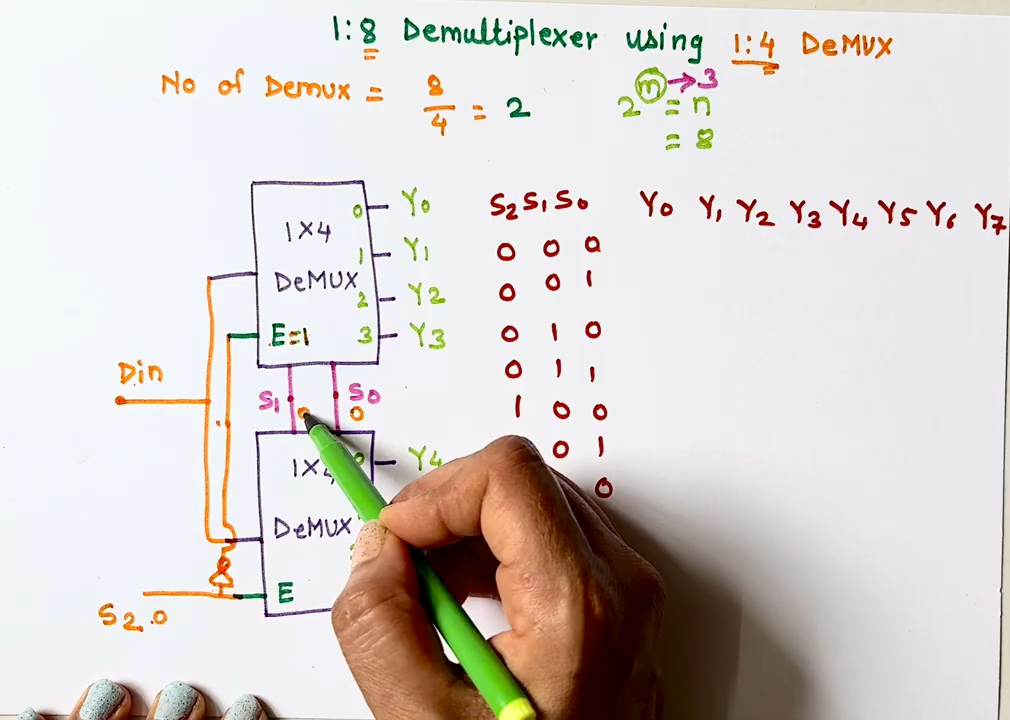 1:8 Demultiplexer using 1:4 DeMUX
No of Demux = 8/4 = 2
2^m = n
m → 3
= 8
1X4
DeMUX
E=1
0 Y0
1 Y1
2 Y2
3 Y3
Din
S1 0
S0 0
1X4
DeMUX
E
0 Y4
S2.0
S2 S1 S0 Y0 Y1 Y2 Y3 Y4 Y5 Y6 Y7
0 0 0
0 0 1
0 1 0
0 1 1
1 0 0
0 1
0